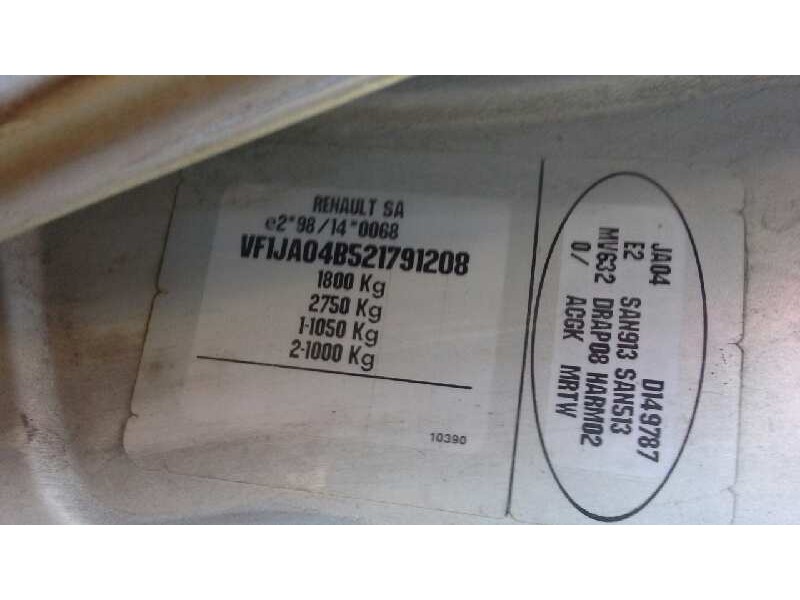 RENAULT SA
e2*98/14*0068
VF1JA04B521791208
1800 Kg
2750 Kg
1-1050 Kg
2-1000 Kg
10390
JA04 D149787
E2 SAN913 SAN513
MV632 DRAP08 HARM02
0/ ACGK MRTW